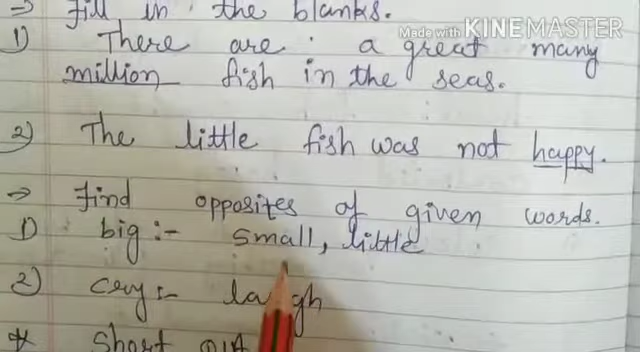 → Fill in the blanks.
Made with KINEMASTER
1) There are a great many
million fish in the seas.
2) The little fish was not happy.
→ Find opposites of given words.
1) big :- small, little
2) cry :- laugh
* Short